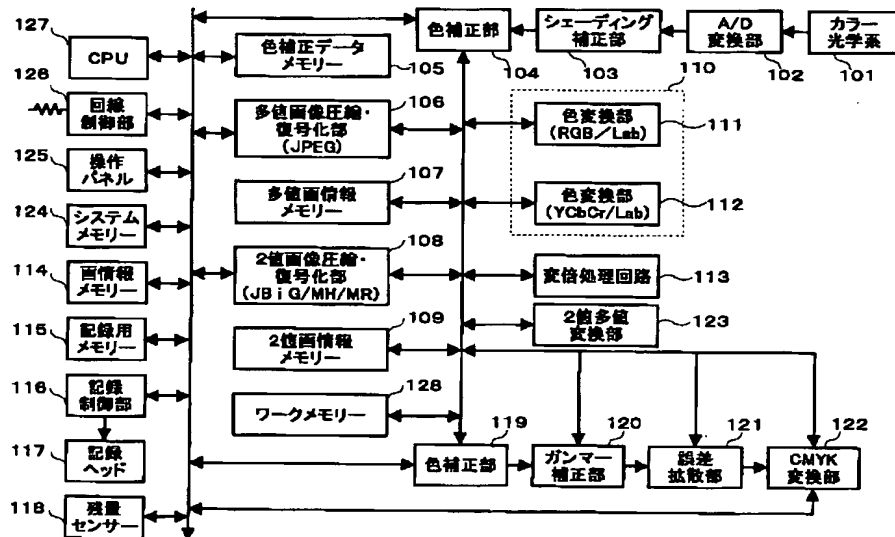 127
CPU
126
回線
制御部
125
操作
パネル
124
システム
メモリー
114
画情報
メモリー
115
記録用
メモリー
116
記録
制御部
117
記録
ヘッド
118
残量
センサー
色補正データ
メモリー
105
多値画像圧縮・
復号化部
(JPEG)
106
多値画情報
メモリー
107
2値画像圧縮・
復号化部
(JBiG/MH/MR)
108
2値画情報
メモリー
109
ワークメモリー
128
色補正部
104
シェーディング
補正部
103
A/D
変換部
102
カラー
光学系
101
110
色変換部
(RGB/Lab)
111
色変換部
(YCbCr/Lab)
112
変倍処理回路
113
2値多値
変換部
123
色補正部
119
ガンマー
補正部
120
誤差
拡散部
121
CMYK
変換部
122